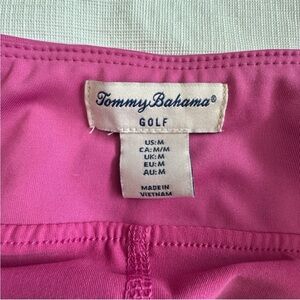 Tommy Bahama®
GOLF
US: M
CA: M/M
UK: M
EU: M
AU: M
MADE IN
VIETNAM